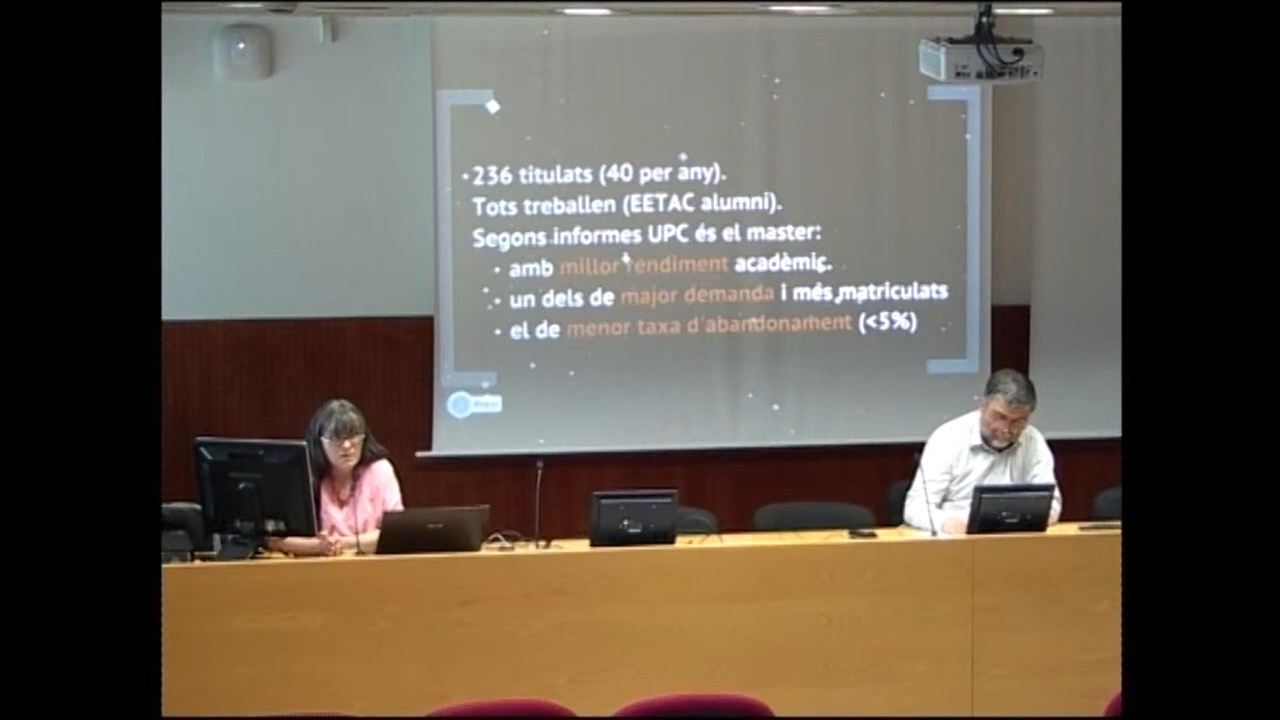 236 titulats (40 per any).
Tots treballen (EETAC alumni).
Segons informes UPC és el master:
• amb millor rendiment acadèmic.
• un dels de major demanda i més matriculats
• el de menor taxa d'abandonament (<5%)
Prezi